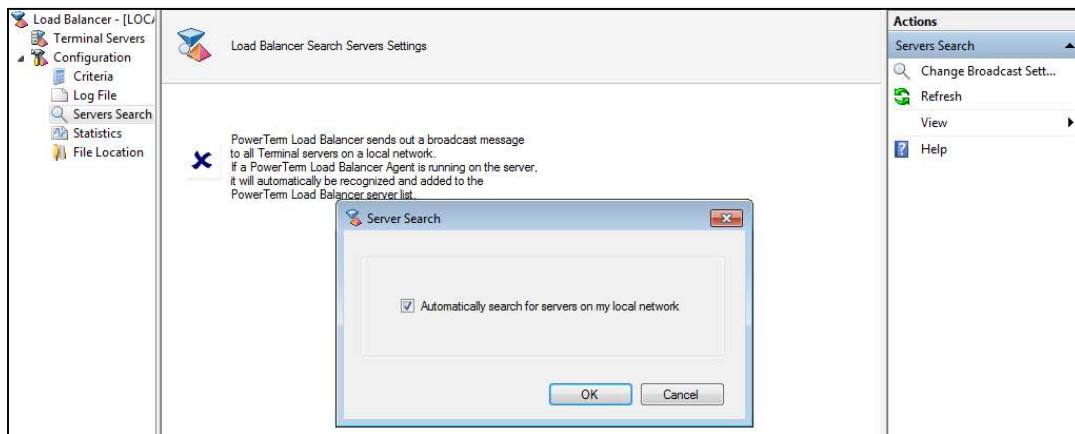 Load Balancer - [LOCA
Terminal Servers
Configuration
Criteria
Log File
Servers Search
Statistics
File Location
Load Balancer Search Servers Settings
PowerTerm Load Balancer sends out a broadcast message
to all Terminal servers on a local network.
If a PowerTerm Load Balancer Agent is running on the server,
it will automatically be recognized and added to the
PowerTerm Load Balancer server list.
Server Search
Automatically search for servers on my local network
OK
Cancel
Actions
Servers Search
Change Broadcast Sett...
Refresh
View
Help